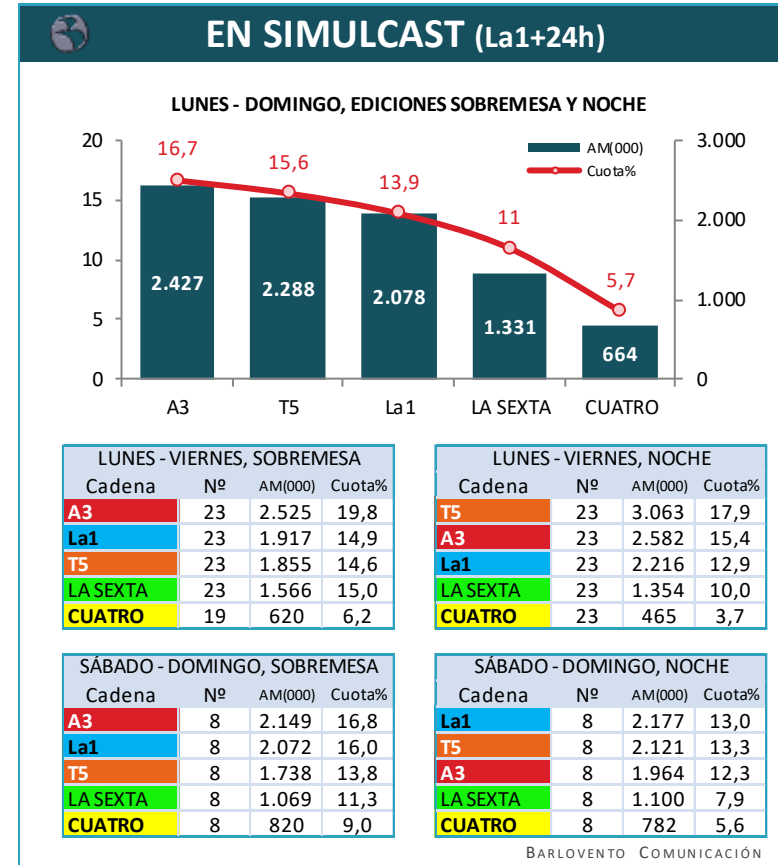 EN SIMULCAST (La1+24h)
LUNES - DOMINGO, EDICIONES SOBREMESA Y NOCHE
AM(000)
Cuota%
20
15
10
5
0
3.000
2.000
1.000
0
16,7
15,6
13,9
11
5,7
2.427
2.288
2.078
1.331
664
A3 T5 La1 LA SEXTA CUATRO
LUNES - VIERNES, SOBREMESA
Cadena Nº AM(000) Cuota%
A3 23 2.525 19,8
La1 23 1.917 14,9
T5 23 1.855 14,6
LA SEXTA 23 1.566 15,0
CUATRO 19 620 6,2
LUNES - VIERNES, NOCHE
Cadena Nº AM(000) Cuota%
T5 23 3.063 17,9
A3 23 2.582 15,4
La1 23 2.216 12,9
LA SEXTA 23 1.354 10,0
CUATRO 23 465 3,7
SÁBADO - DOMINGO, SOBREMESA
Cadena Nº AM(000) Cuota%
A3 8 2.149 16,8
La1 8 2.072 16,0
T5 8 1.738 13,8
LA SEXTA 8 1.069 11,3
CUATRO 8 820 9,0
SÁBADO - DOMINGO, NOCHE
Cadena Nº AM(000) Cuota%
La1 8 2.177 13,0
T5 8 2.121 13,3
A3 8 1.964 12,3
LA SEXTA 8 1.100 7,9
CUATRO 8 782 5,6
BARLOVENTO COMUNICACIÓN